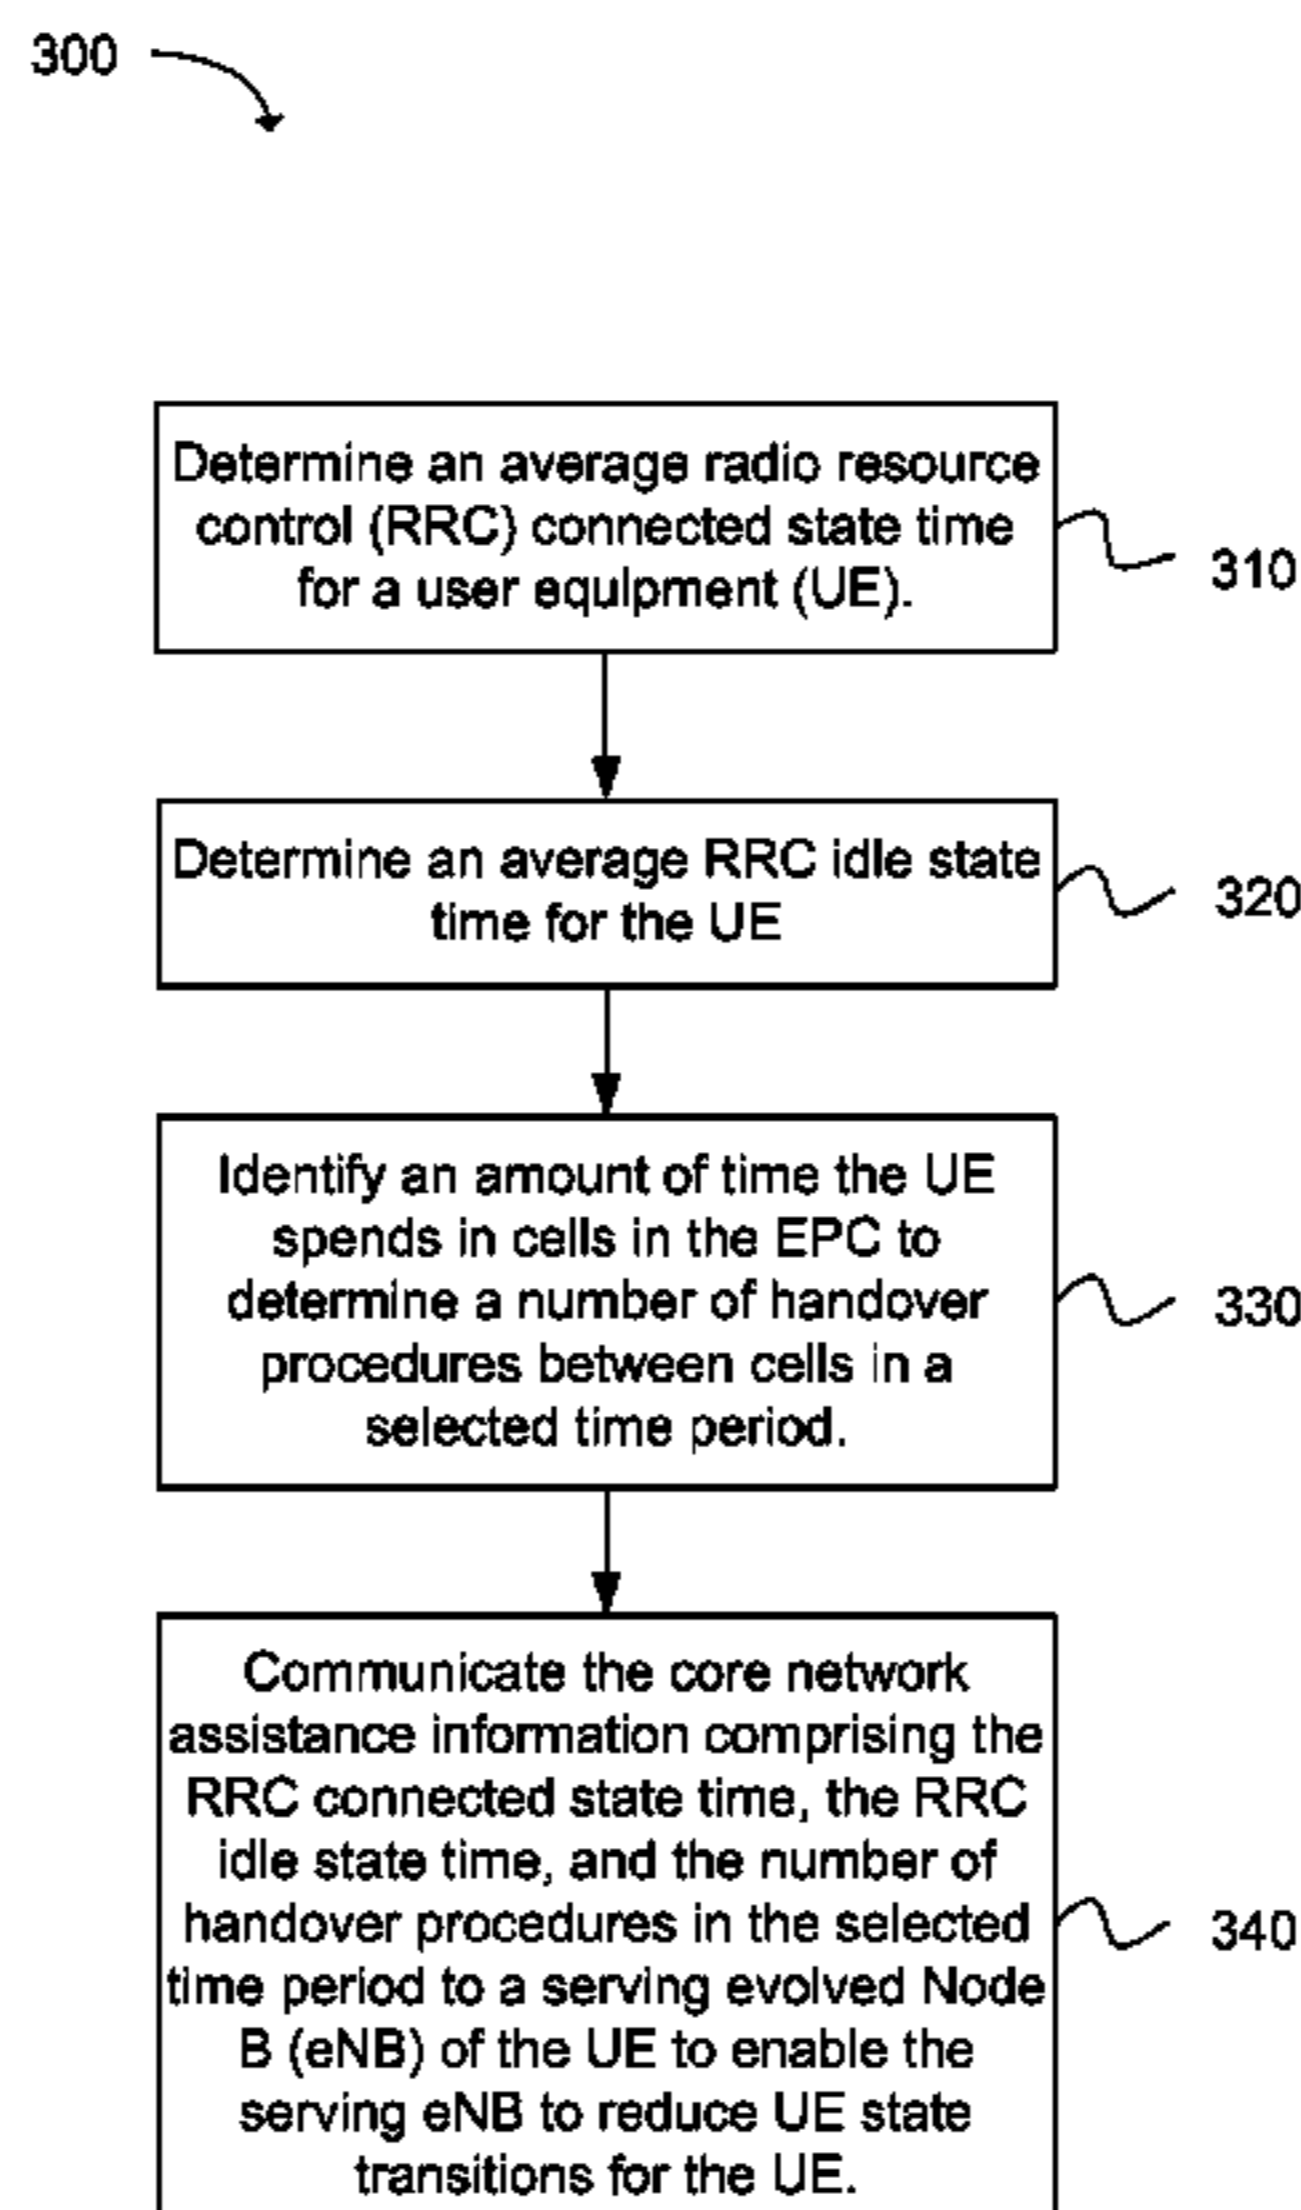 300
Determine an average radio resource
control (RRC) connected state time
for a user equipment (UE).
310
Determine an average RRC idle state
time for the UE
320
Identify an amount of time the UE
spends in cells in the EPC to
determine a number of handover
procedures between cells in a
selected time period.
330
Communicate the core network
assistance information comprising the
RRC connected state time, the RRC
idle state time, and the number of
handover procedures in the selected
time period to a serving evolved Node
B (eNB) of the UE to enable the
serving eNB to reduce UE state
transitions for the UE.
340